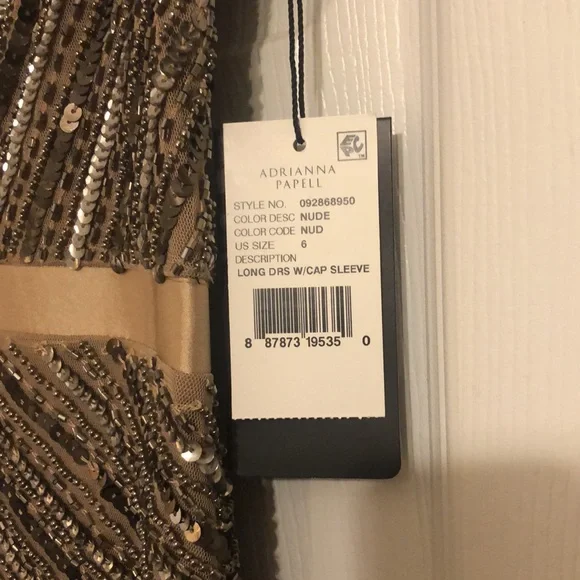 ADRIANNA
PAPELL
STYLE NO. 092868950
COLOR DESC NUDE
COLOR CODE NUD
US SIZE 6
DESCRIPTION
LONG DRS W/CAP SLEEVE
8 87873 19535 0